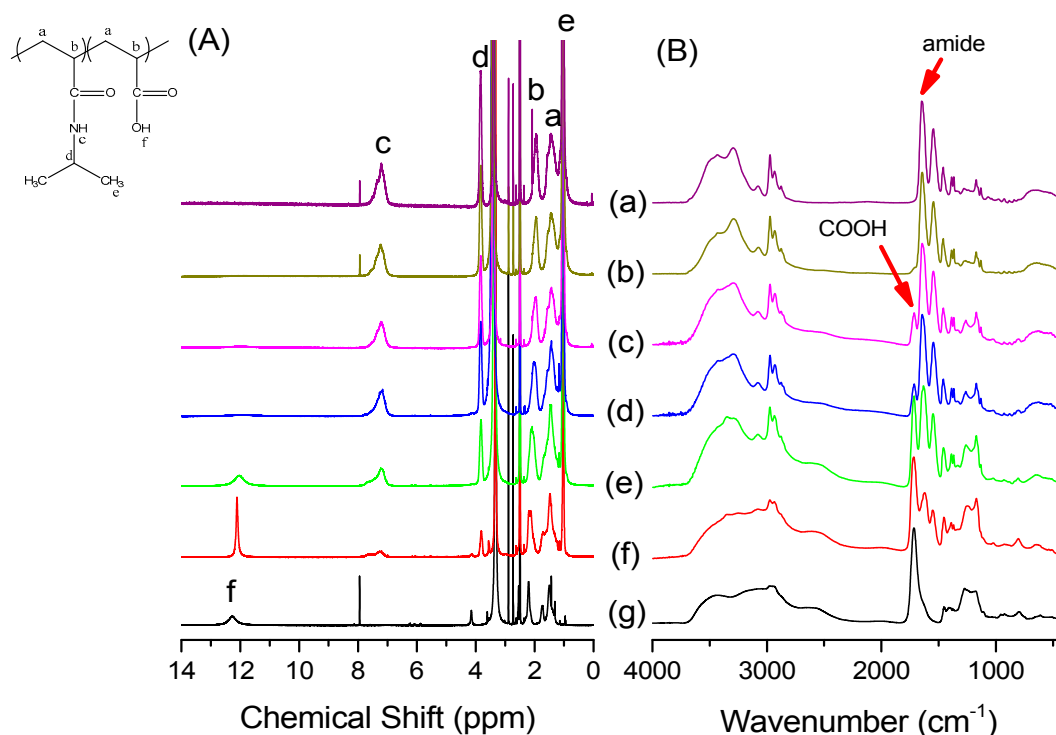 a
b
a
b
O
O
NH
c
OH
f
d
H₃C
CH₃
e
(A)
e
d
b
a
c
f
14 12 10 8 6 4 2 0
Chemical Shift (ppm)
(B)
amide
COOH
(a)
(b)
(c)
(d)
(e)
(f)
(g)
4000 3000 2000 1000
Wavenumber (cm⁻¹)